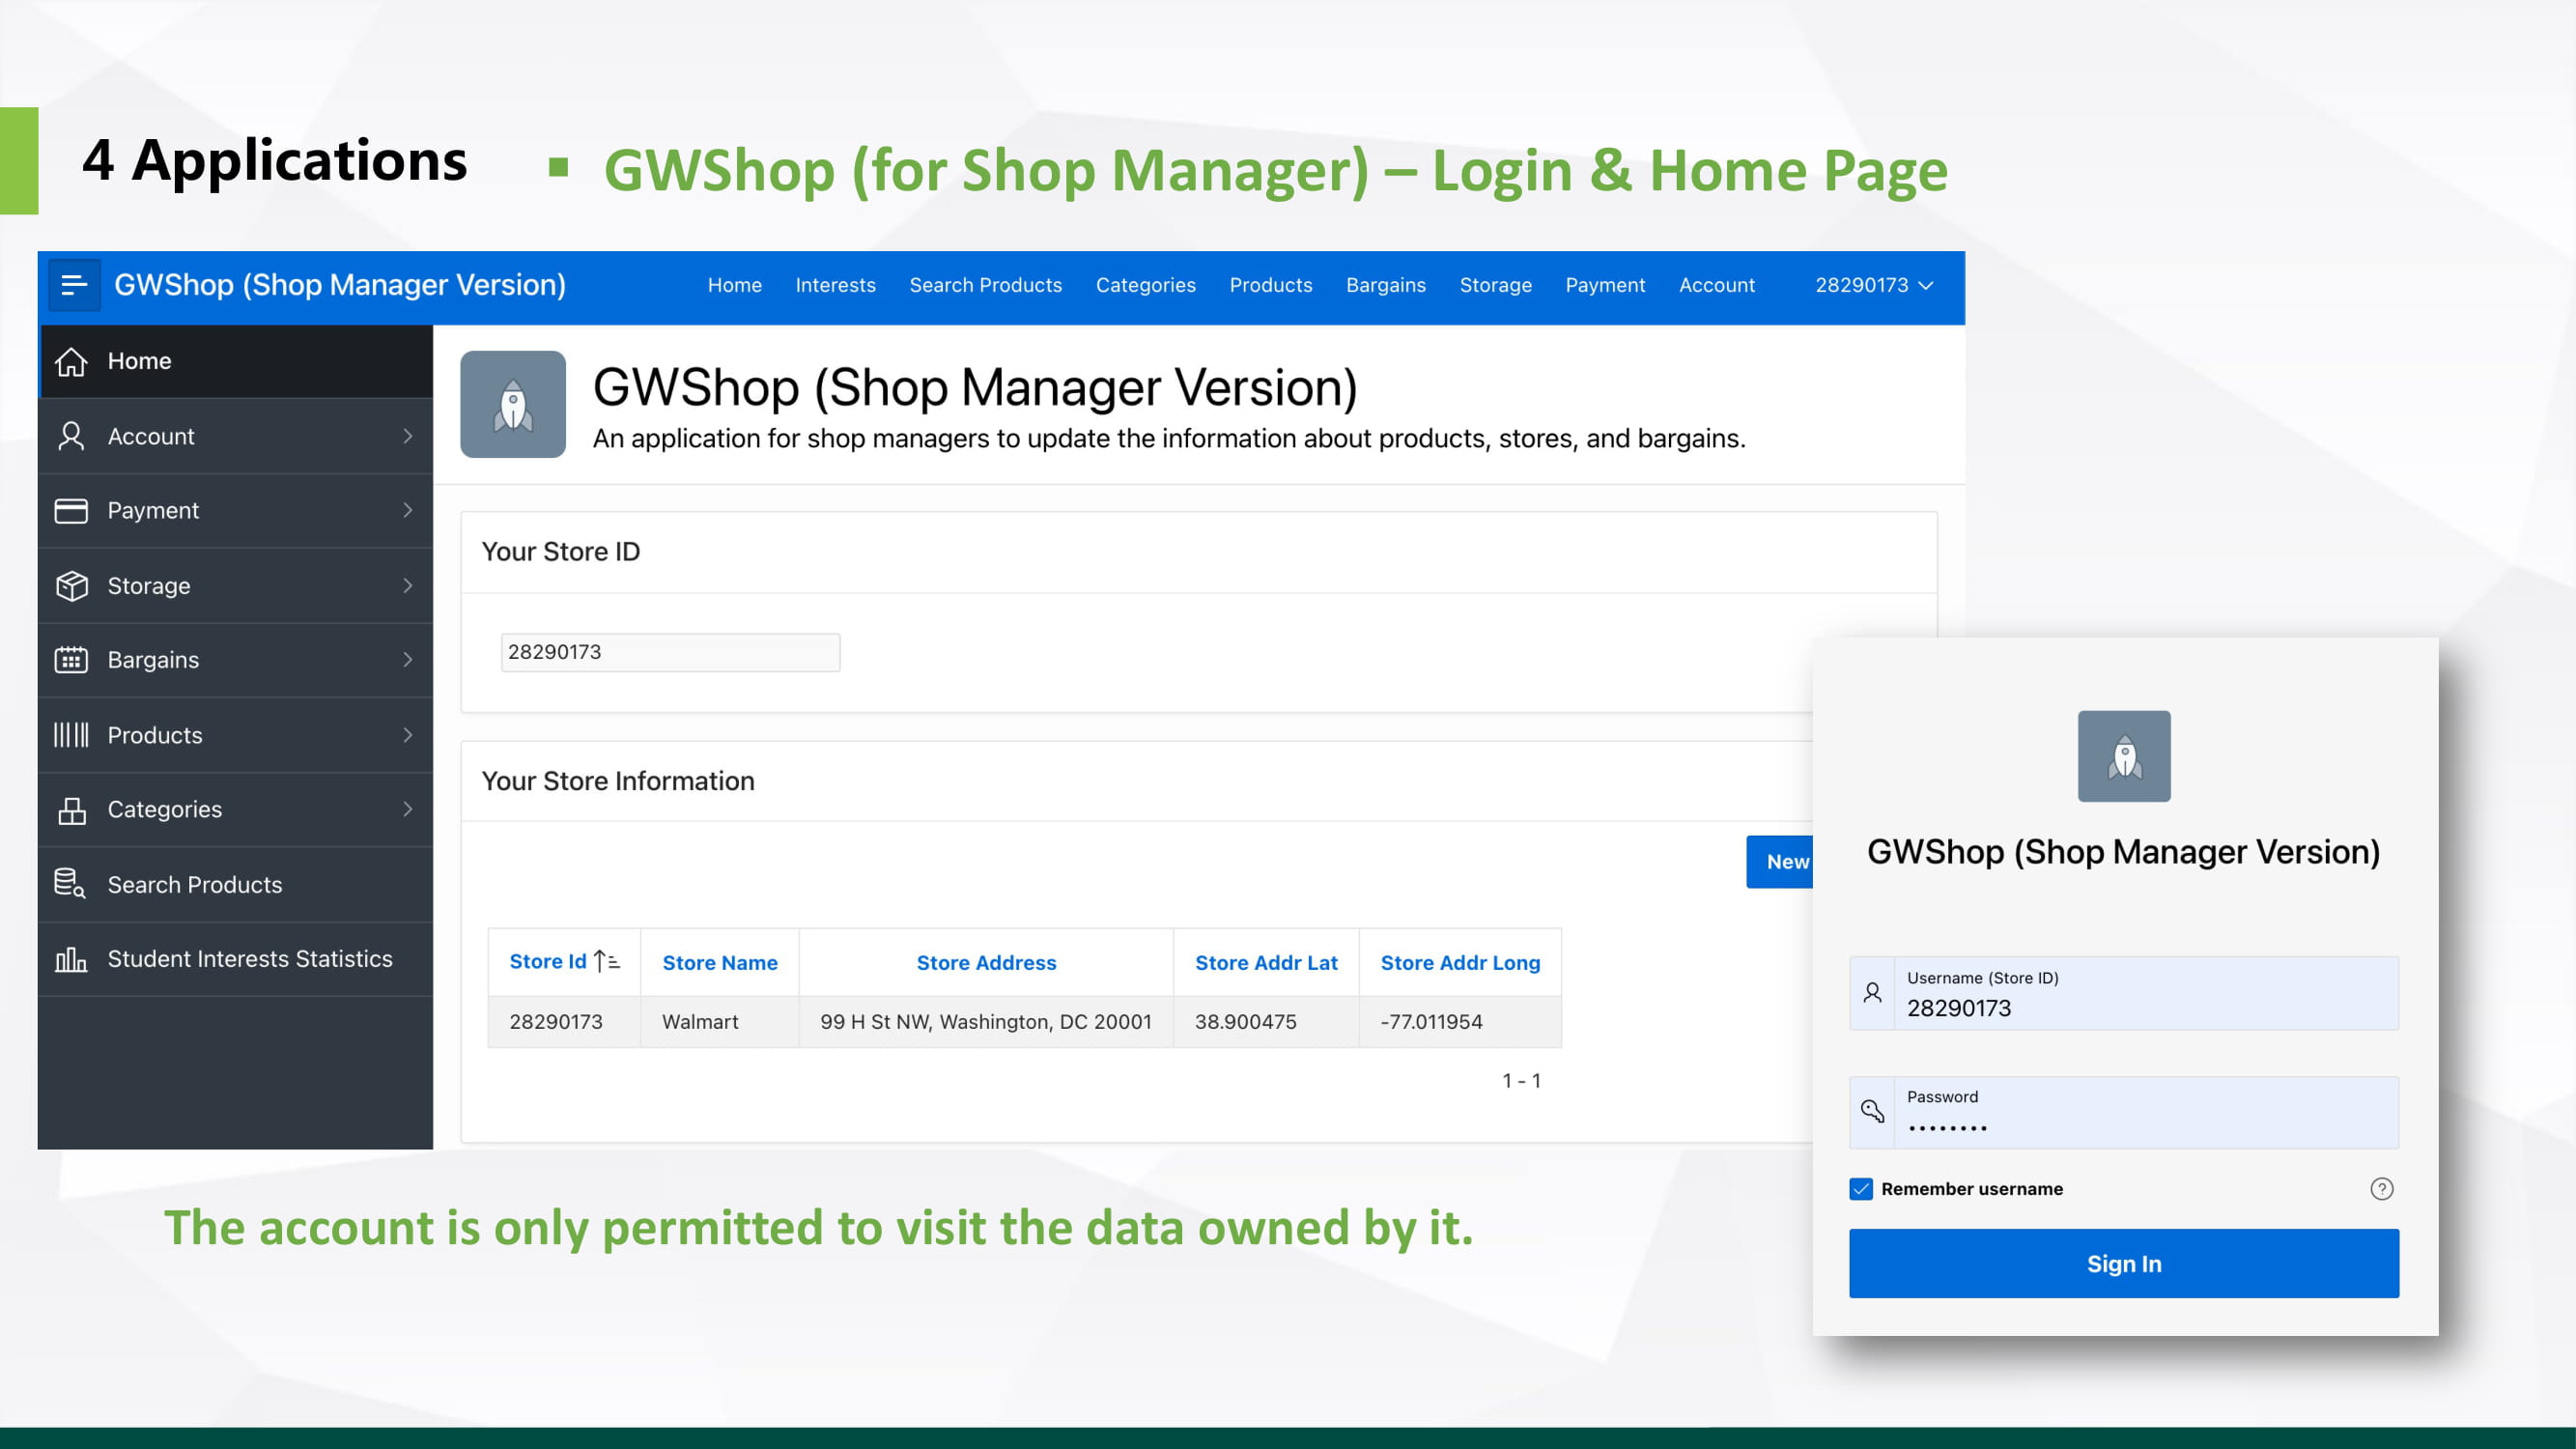 4 Applications
▪ GWShop (for Shop Manager) – Login & Home Page
GWShop (Shop Manager Version)
Home Interests Search Products Categories Products Bargains Storage Payment Account 28290173
Home
Account
Payment
Storage
Bargains
Products
Categories
Search Products
Student Interests Statistics
GWShop (Shop Manager Version)
An application for shop managers to update the information about products, stores, and bargains.
Your Store ID
28290173
Your Store Information
New
Store Id Store Name Store Address Store Addr Lat Store Addr Long
28290173 Walmart 99 H St NW, Washington, DC 20001 38.900475 -77.011954
1 - 1
GWShop (Shop Manager Version)
Username (Store ID)
28290173
Password
••••••••
Remember username
?
Sign In
The account is only permitted to visit the data owned by it.